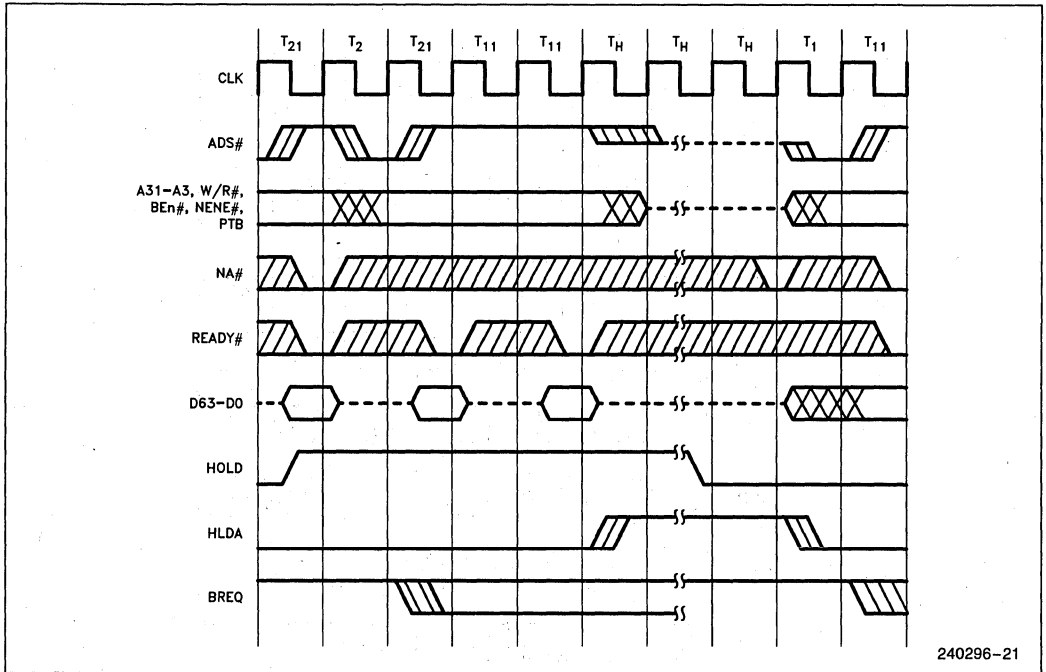 T21 T2 T21 T11 T11 TH TH TH T1 T11
CLK
ADS#
A31–A3, W/R#,
BEn#, NENE#,
PTB
NA#
READY#
D63–D0
HOLD
HLDA
BREQ
240296–21